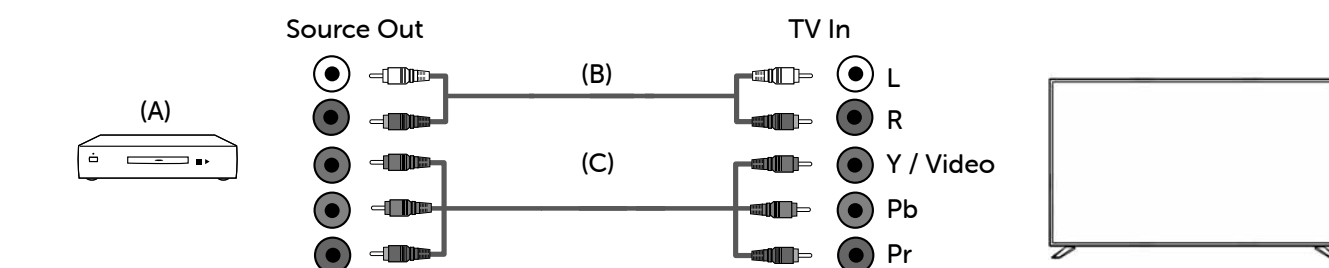 Source Out
TV In
(A)
(B)
L
R
(C)
Y / Video
Pb
Pr